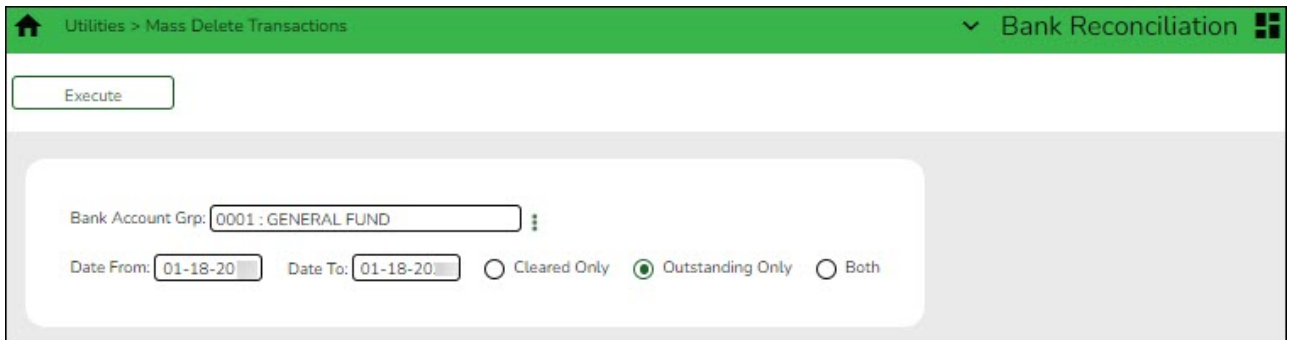 Utilities > Mass Delete Transactions Bank Reconciliation
Execute
Bank Account Grp: 0001 : GENERAL FUND
Date From: 01-18-20 Date To: 01-18-20 Cleared Only Outstanding Only Both